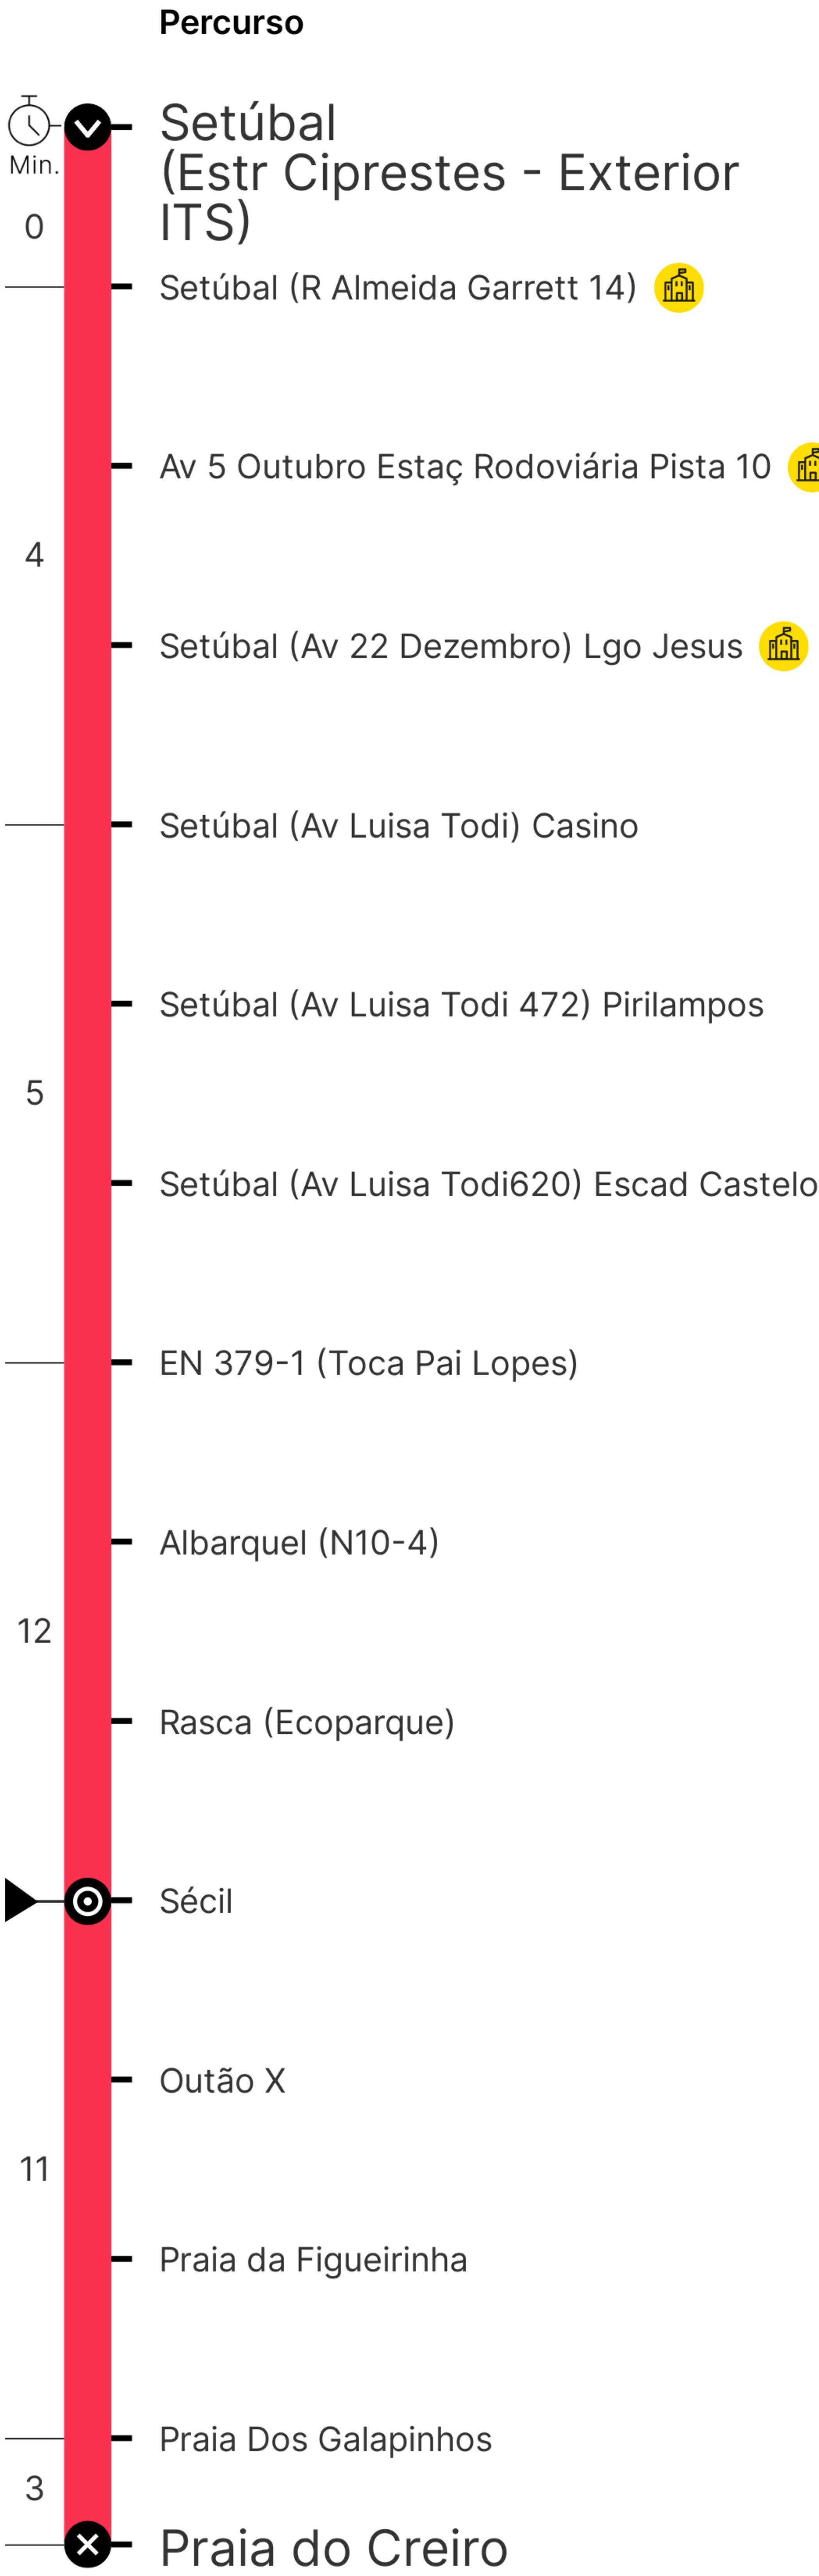 Percurso
Setúbal
(Estr Ciprestes - Exterior
ITS)
Min.
0
Setúbal (R Almeida Garrett 14)
Av 5 Outubro Estaç Rodoviária Pista 10
4
Setúbal (Av 22 Dezembro) Lgo Jesus
Setúbal (Av Luisa Todi) Casino
Setúbal (Av Luisa Todi 472) Pirilampos
5
Setúbal (Av Luisa Todi620) Escad Castelo
EN 379-1 (Toca Pai Lopes)
Albarquel (N10-4)
12
Rasca (Ecoparque)
Sécil
Outão X
11
Praia da Figueirinha
Praia Dos Galapinhos
3
Praia do Creiro